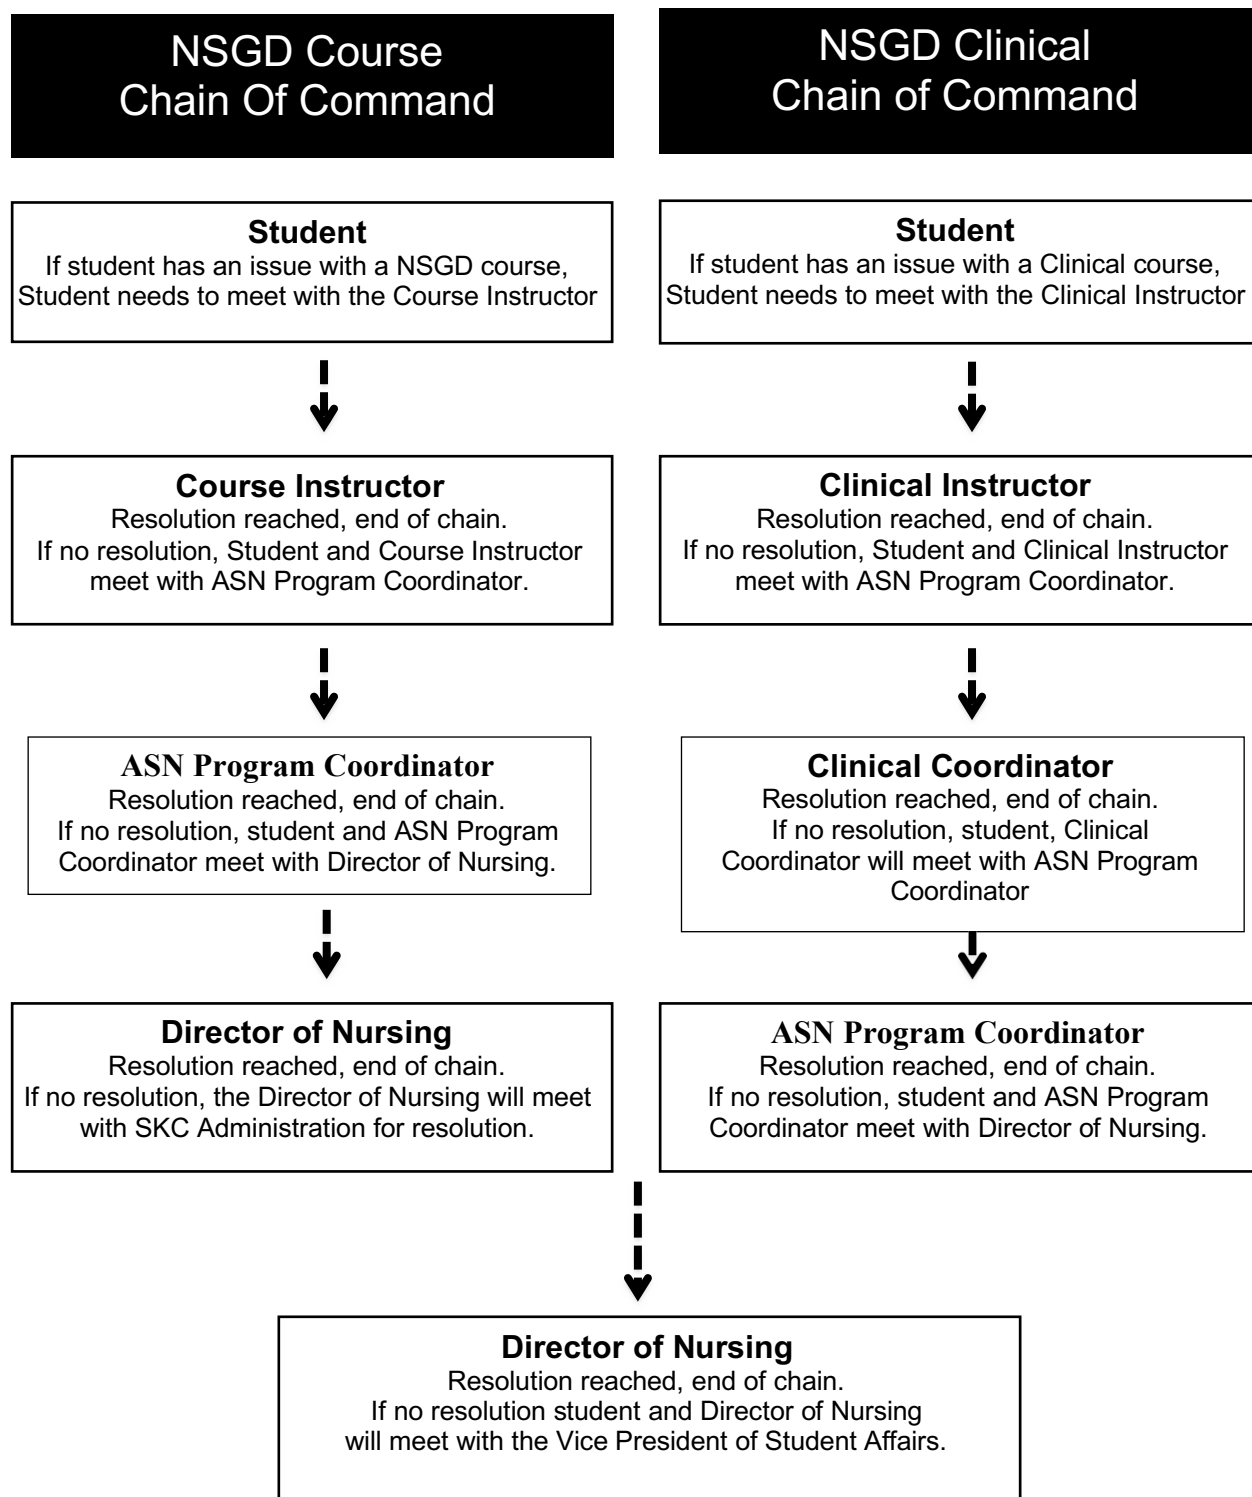 NSGD Course
Chain Of Command
Student
If student has an issue with a NSGD course,
Student needs to meet with the Course Instructor
Course Instructor
Resolution reached, end of chain.
If no resolution, Student and Course Instructor
meet with ASN Program Coordinator.
ASN Program Coordinator
Resolution reached, end of chain.
If no resolution, student and ASN Program
Coordinator meet with Director of Nursing.
Director of Nursing
Resolution reached, end of chain.
If no resolution, the Director of Nursing will meet
with SKC Administration for resolution.
NSGD Clinical
Chain of Command
Student
If student has an issue with a Clinical course,
Student needs to meet with the Clinical Instructor
Clinical Instructor
Resolution reached, end of chain.
If no resolution, Student and Clinical Instructor
meet with ASN Program Coordinator.
Clinical Coordinator
Resolution reached, end of chain.
If no resolution, student, Clinical
Coordinator will meet with ASN Program
Coordinator
ASN Program Coordinator
Resolution reached, end of chain.
If no resolution, student and ASN Program
Coordinator meet with Director of Nursing.
Director of Nursing
Resolution reached, end of chain.
If no resolution student and Director of Nursing
will meet with the Vice President of Student Affairs.